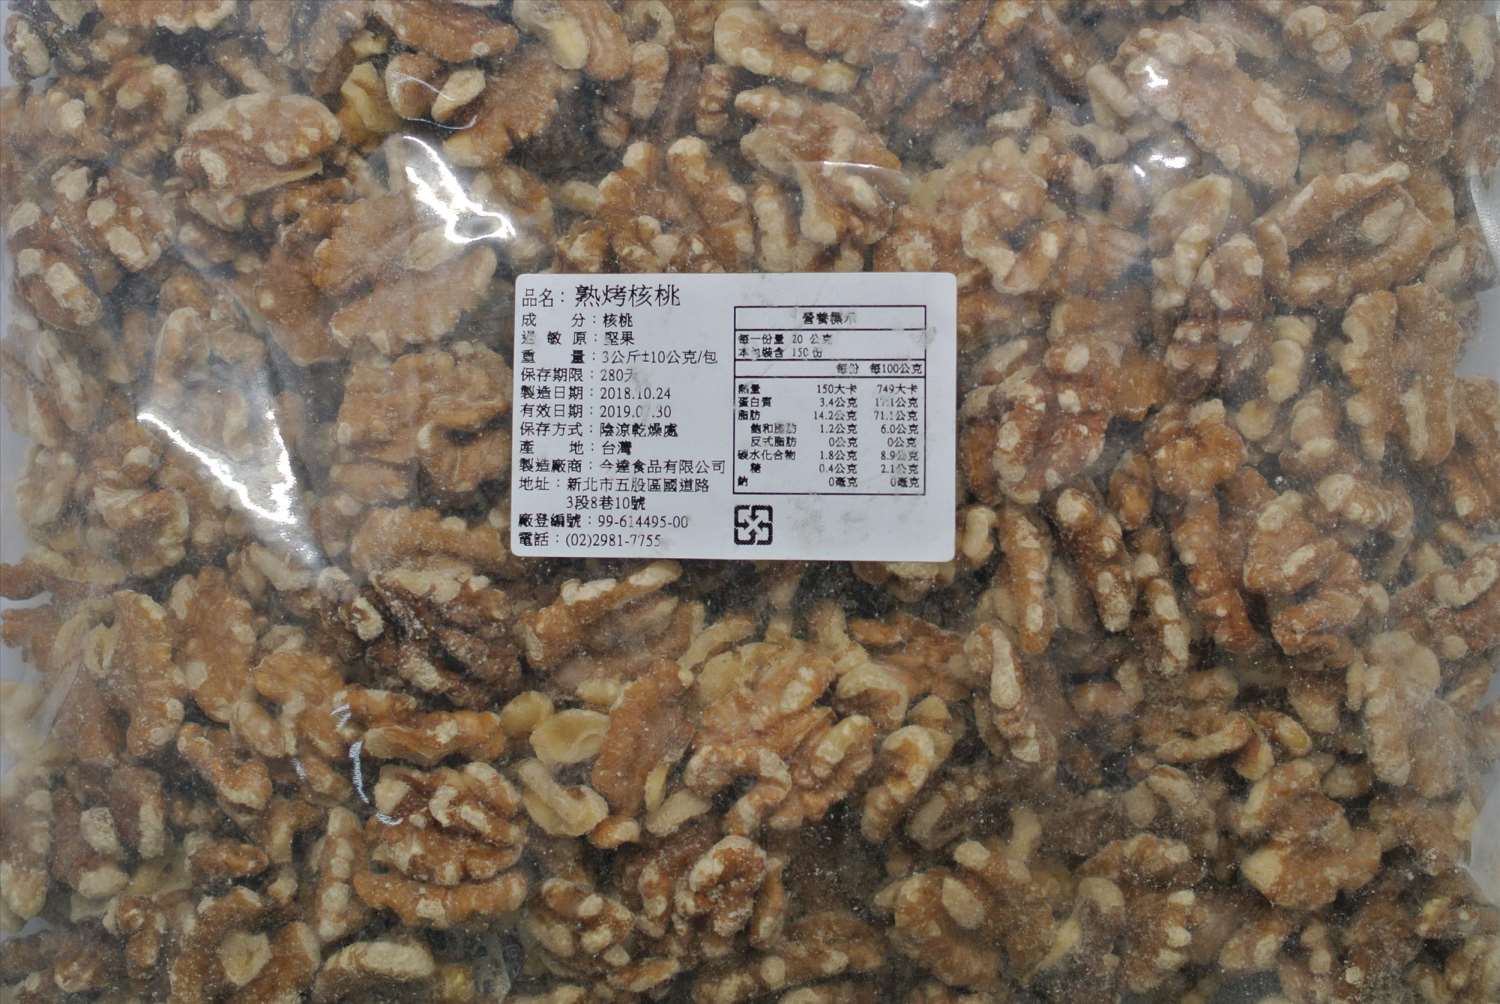 品名：熟烤核桃
成 分：核桃
過 敏 原：堅果
重 量：3公斤±10公克/包
保存期限：280天
製造日期：2018.10.24
有效日期：
保存方式：陰涼乾燥處
產 地：台灣
製造廠商：今達食品有限公司
地址：新北市五股區國道路
3段8巷10號
廠登編號：99-614495-00
電話：(02)2981-7755
營養標示
每一份量 20 公克
本包裝含 150 份
每份 每100公克
熱量 150大卡 749大卡
蛋白質 3.4公克 17.1公克
脂肪 14.2公克 71.1公克
飽和脂肪 1.2公克 6.0公克
反式脂肪 0公克 0公克
碳水化合物 1.8公克 8.9公克
糖 0.4公克 2.1公克
鈉 0毫克 0毫克